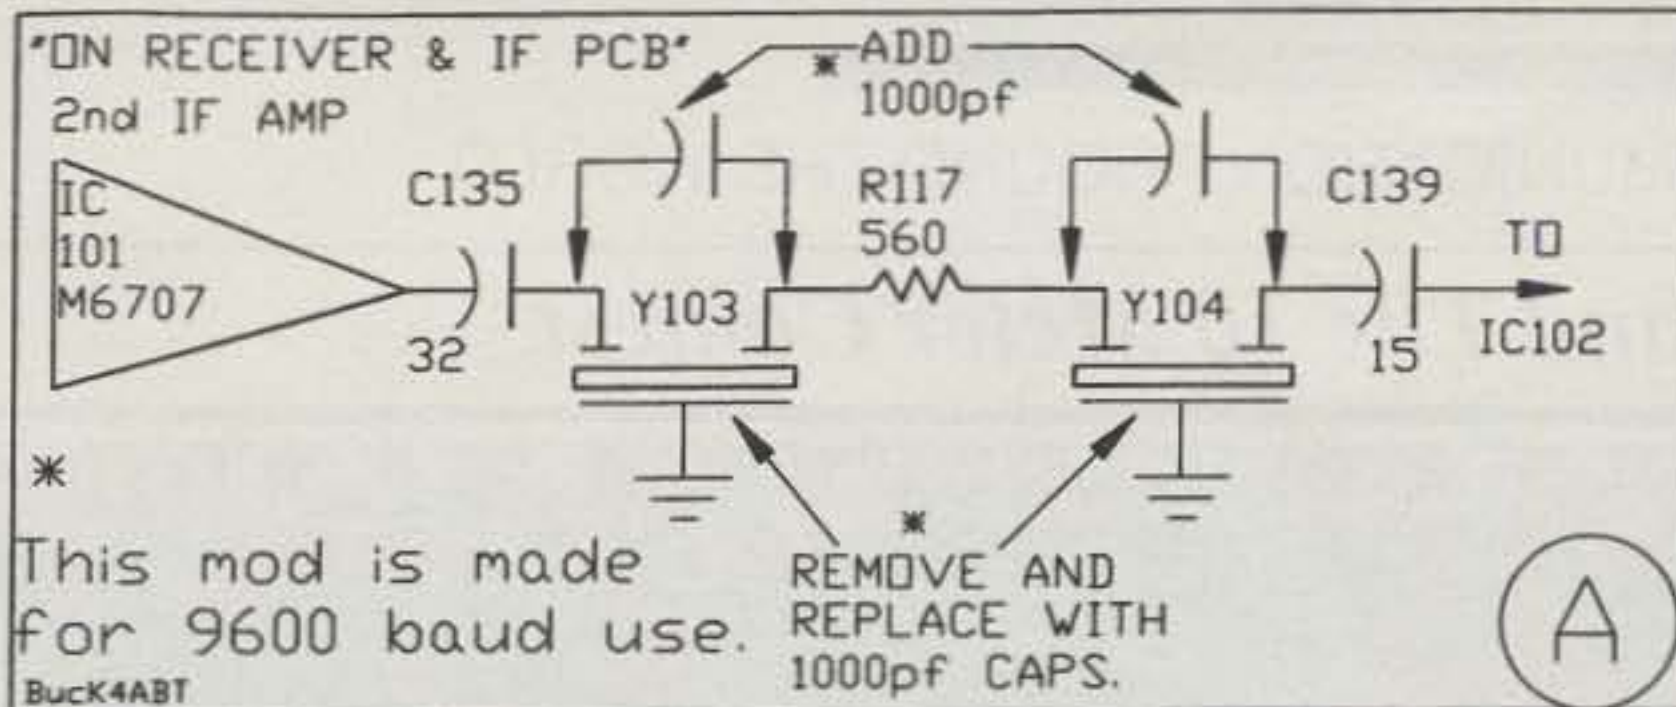 "ON RECEIVER & IF PCB"
2nd IF AMP
* ADD
1000pf
IC
101
M6707
C135
32
Y103
R117
560
Y104
C139
15
TO
IC102
*
This mod is made
for 9600 baud use.
BucK4ABT
*
REMOVE AND
REPLACE WITH
1000pf CAPS.
A